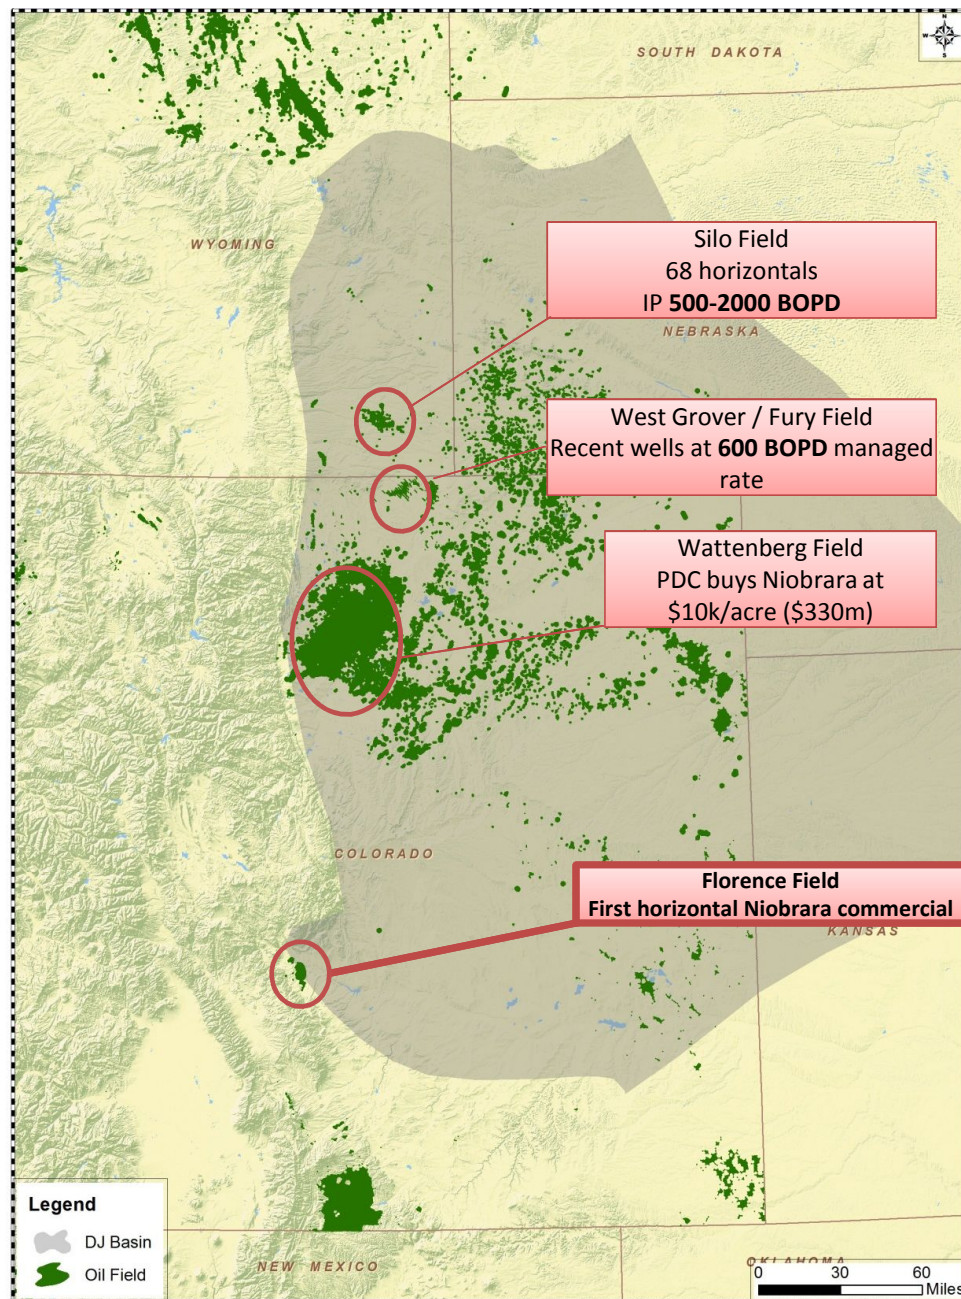 N
W E
S
SOUTH DAKOTA
WYOMING
Silo Field
68 horizontals
IP 500-2000 BOPD
NEBRASKA
West Grover / Fury Field
Recent wells at 600 BOPD managed
rate
Wattenberg Field
PDC buys Niobrara at
$10k/acre ($330m)
COLORADO
Florence Field
First horizontal Niobrara commercial
KANSAS
Legend
DJ Basin
Oil Field
NEW MEXICO
OKLAHOMA
0 30 60
Miles